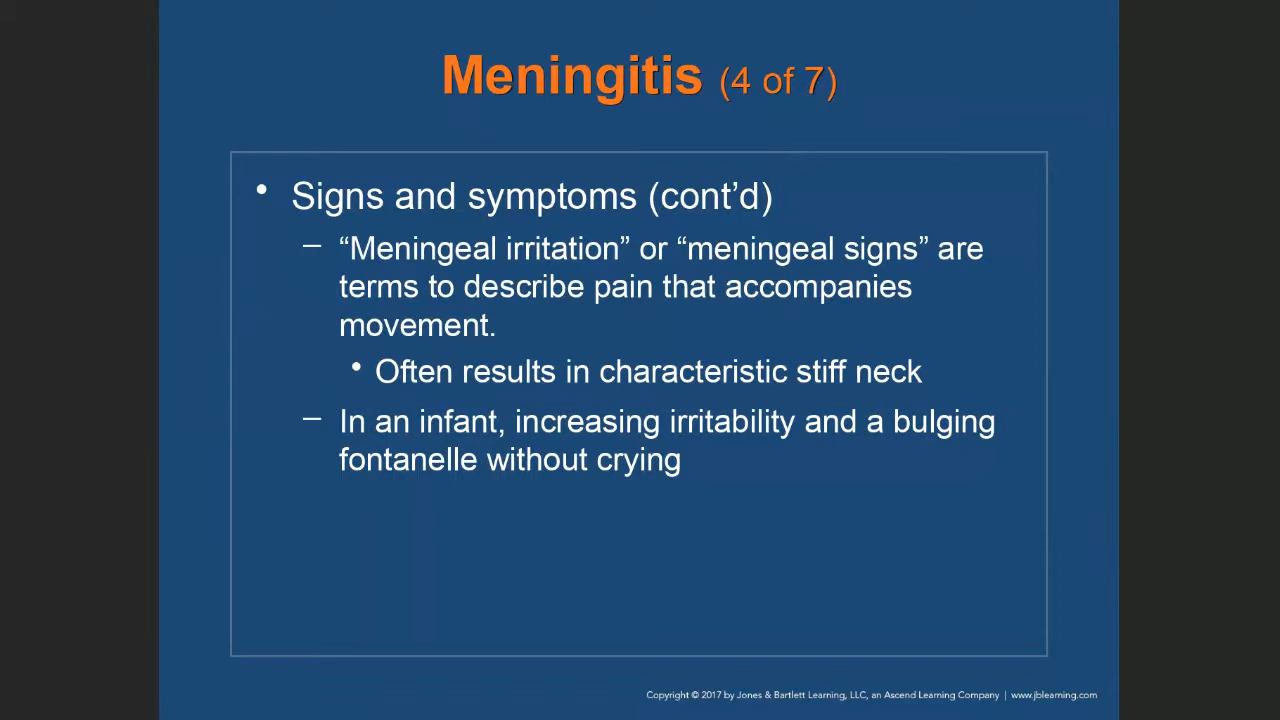 Meningitis (4 of 7)
• Signs and symptoms (cont’d)
– “Meningeal irritation” or “meningeal signs” are
terms to describe pain that accompanies
movement.
• Often results in characteristic stiff neck
– In an infant, increasing irritability and a bulging
fontanelle without crying
Copyright © 2017 by Jones & Bartlett Learning, LLC, an Ascend Learning Company | www.jblearning.com